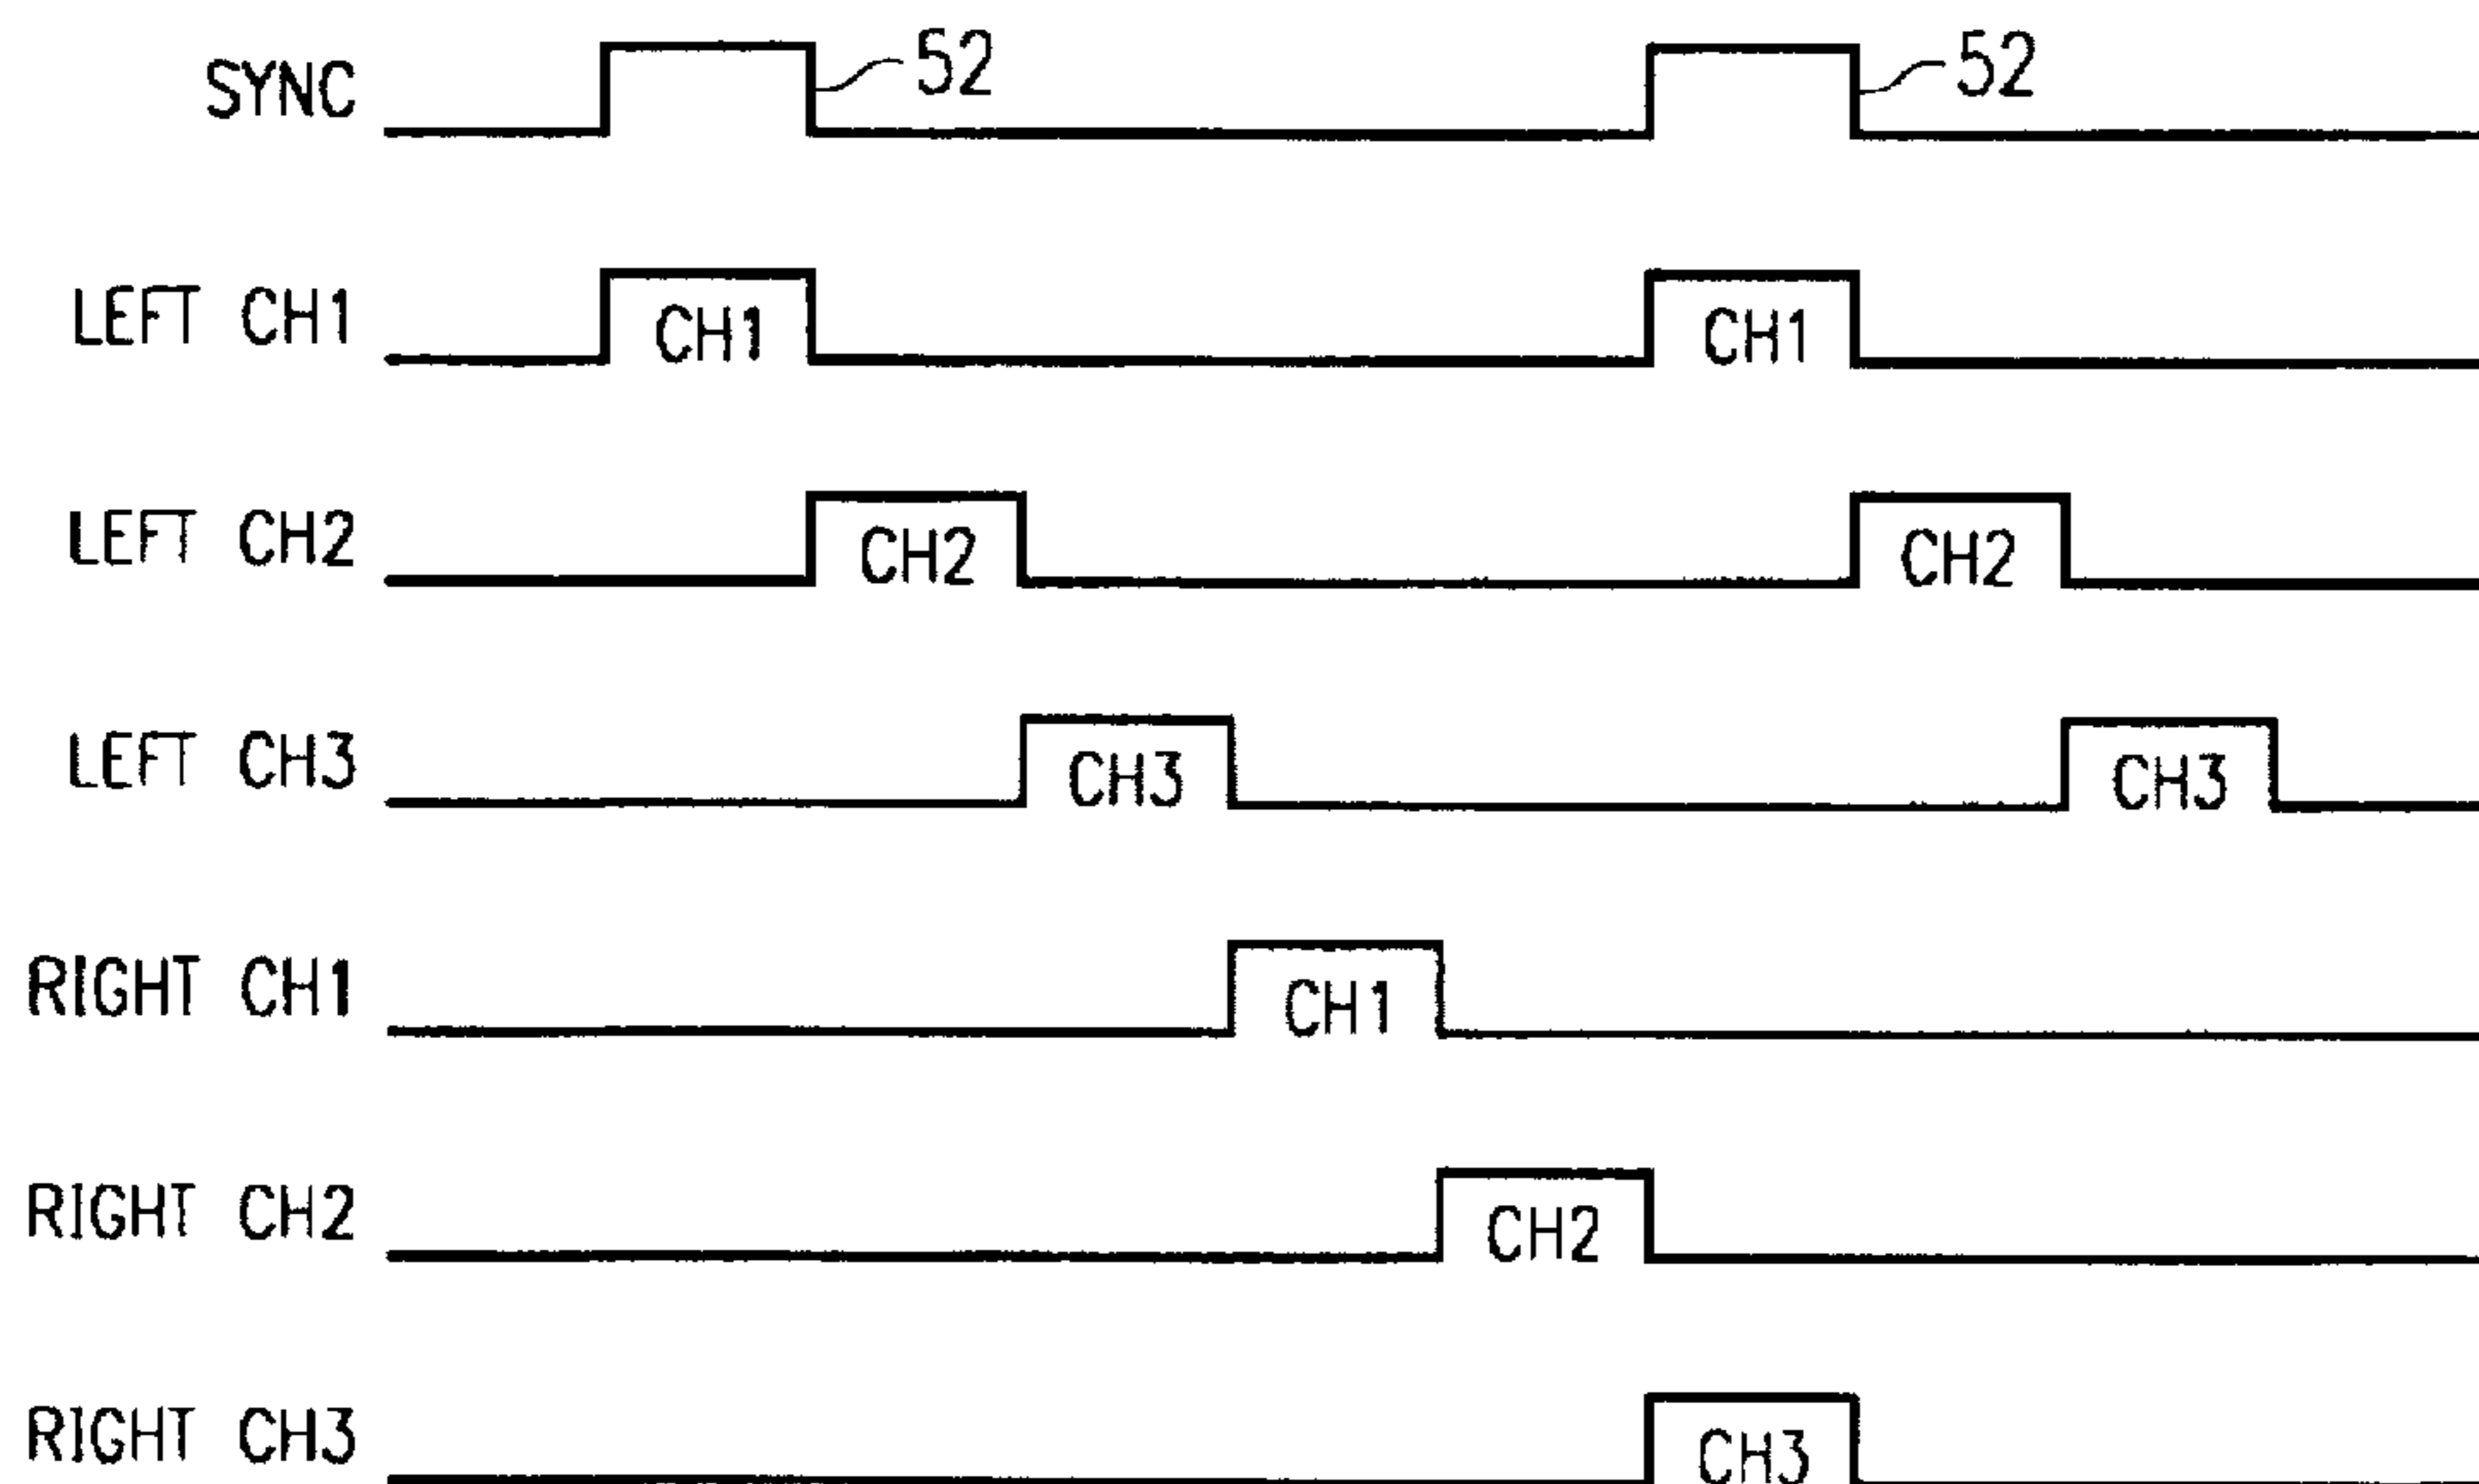 SYNC 52 52
LEFT CH1 CH1 CH1
LEFT CH2 CH2 CH2
LEFT CH3 CH3 CH3
RIGHT CH1 CH1
RIGHT CH2 CH2
RIGHT CH3 CH3